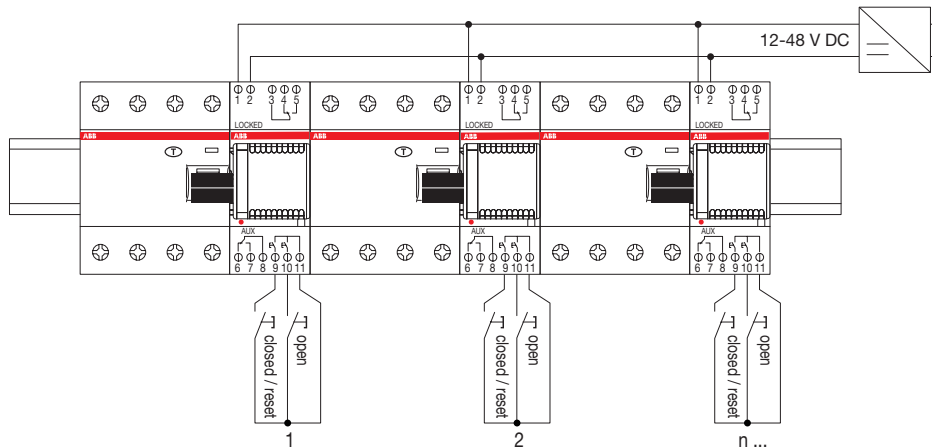 12-48 V DC
1 2 3 4 5 1 2 3 4 5 1 2 3 4 5
LOCKED LOCKED LOCKED
ABB ABB ABB ABB ABB ABB
T T T
AUX AUX AUX
6 7 8 9 10 11 6 7 8 9 10 11 6 7 8 9 10 11
closed / reset open closed / reset open closed / reset open
1 2 n ...